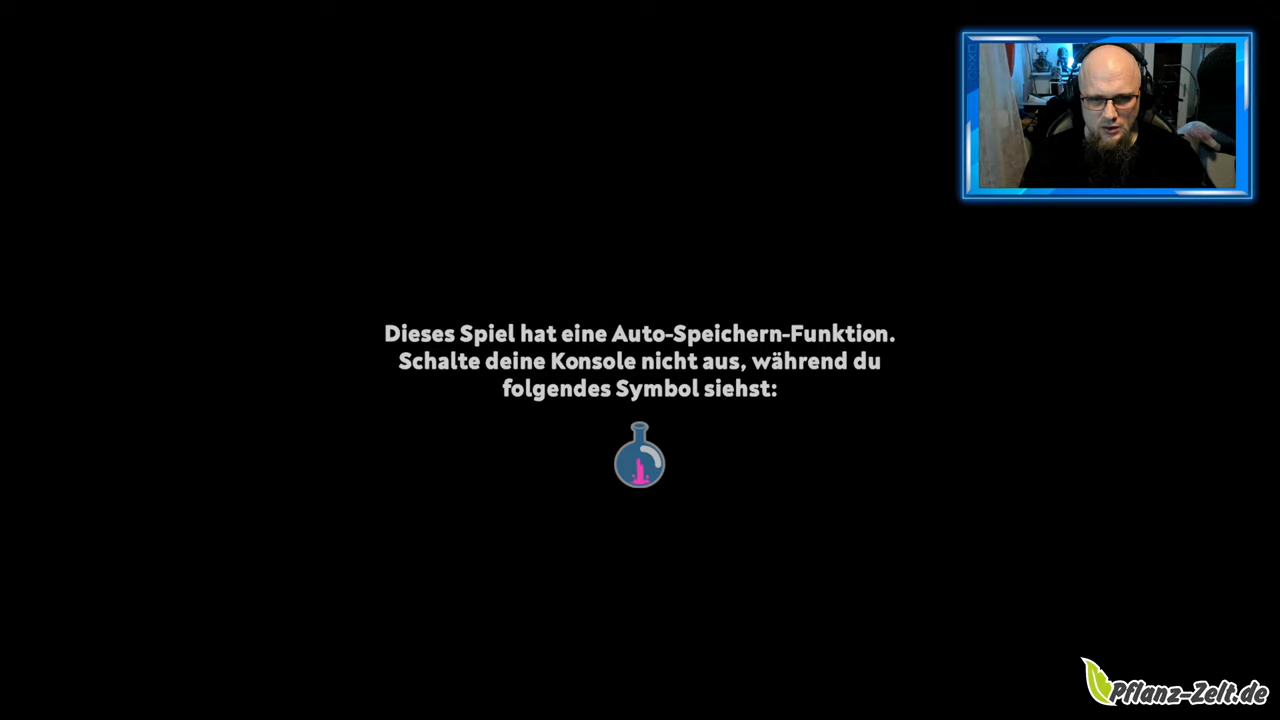 Dieses Spiel hat eine Auto-Speichern-Funktion.
Schalte deine Konsole nicht aus, während du
folgendes Symbol siehst:
Pflanz-Zelt.de